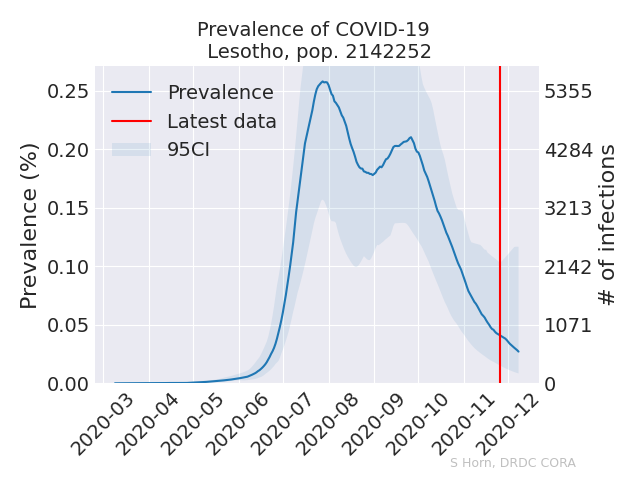 Prevalence of COVID-19
Lesotho, pop. 2142252
Prevalence
Latest data
95CI
Prevalence (%)
0.25
0.20
0.15
0.10
0.05
0.00
5355
4284
3213
2142
1071
0
# of infections
2020-03
2020-04
2020-05
2020-06
2020-07
2020-08
2020-09
2020-10
2020-11
2020-12
S Horn, DRDC CORA